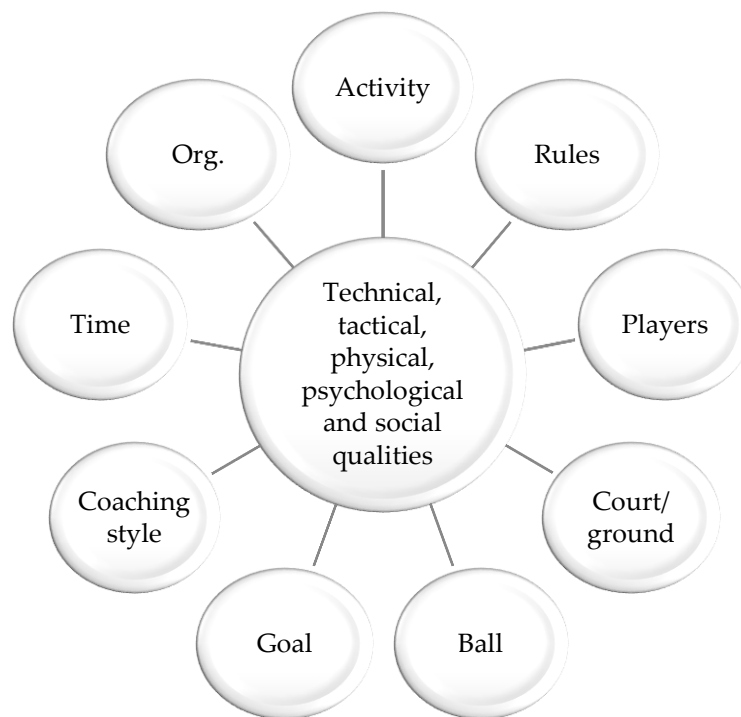 Activity
Rules
Players
Court/
ground
Ball
Goal
Coaching
style
Time
Org.
Technical,
tactical,
physical,
psychological
and social
qualities